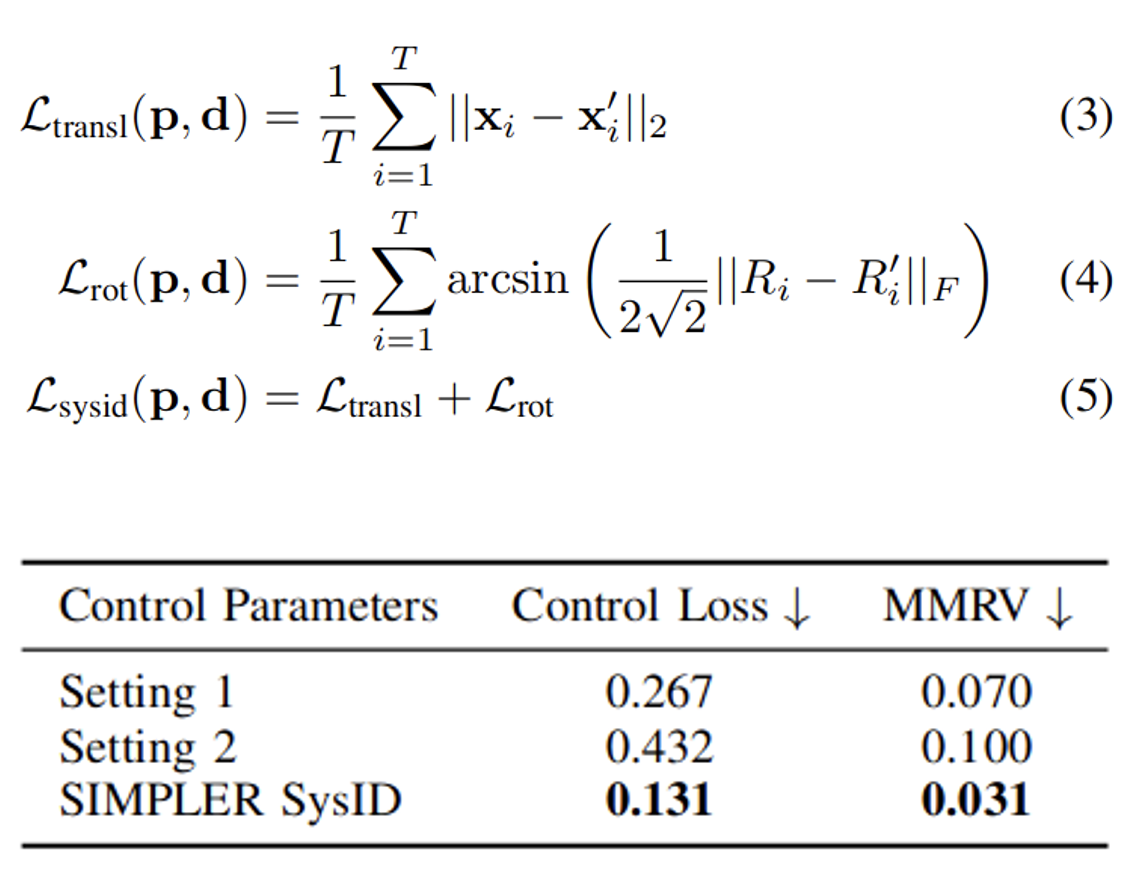 $\mathcal{L}_{\text{transl}}(\mathbf{p}, \mathbf{d}) = \frac{1}{T} \sum_{i=1}^{T} ||\mathbf{x}_i - \mathbf{x}'_i||_2$ (3)
$\mathcal{L}_{\text{rot}}(\mathbf{p}, \mathbf{d}) = \frac{1}{T} \sum_{i=1}^{T} \arcsin \left( \frac{1}{2\sqrt{2}} ||R_i - R'_i||_F \right)$ (4)
$\mathcal{L}_{\text{sysid}}(\mathbf{p}, \mathbf{d}) = \mathcal{L}_{\text{transl}} + \mathcal{L}_{\text{rot}}$ (5)
Control Parameters Control Loss ↓ MMRV ↓
Setting 1 0.267 0.070
Setting 2 0.432 0.100
SIMPLER SysID 0.131 0.031